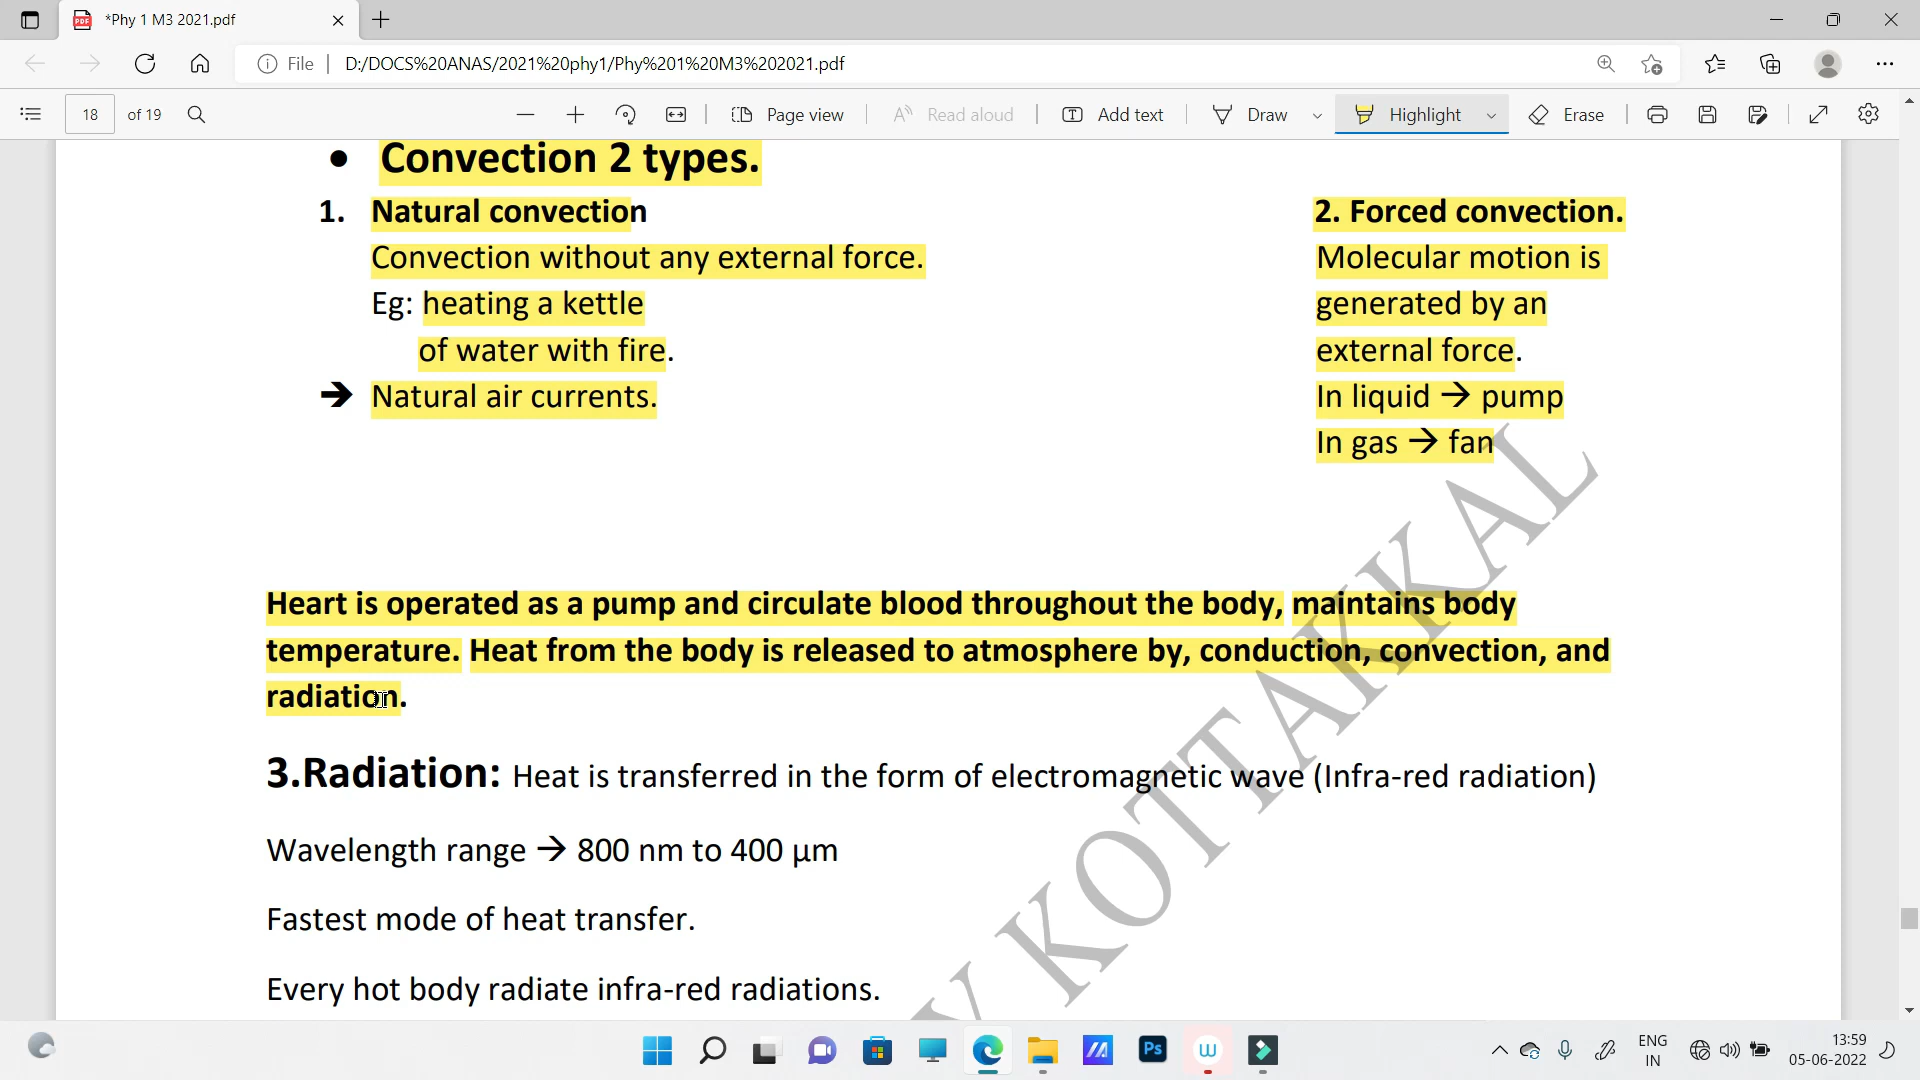 *Phy 1 M3 2021.pdf
File
D:/DOCS%20ANAS/2021%20phy1/Phy%201%20M3%202021.pdf
18 of 19
Page view
Read aloud
Add text
Draw
Highlight
Erase
• Convection 2 types.
1. Natural convection
Convection without any external force.
Eg: heating a kettle
of water with fire.
➔ Natural air currents.
2. Forced convection.
Molecular motion is
generated by an
external force.
In liquid → pump
In gas → fan
Heart is operated as a pump and circulate blood throughout the body, maintains body
temperature. Heat from the body is released to atmosphere by, conduction, convection, and
radiation.
3.Radiation: Heat is transferred in the form of electromagnetic wave (Infra-red radiation)
Wavelength range → 800 nm to 400 μm
Fastest mode of heat transfer.
Every hot body radiate infra-red radiations.
Y KOTTAKKAL
PDF
Ps
W
ENG
IN
13:59
05-06-2022